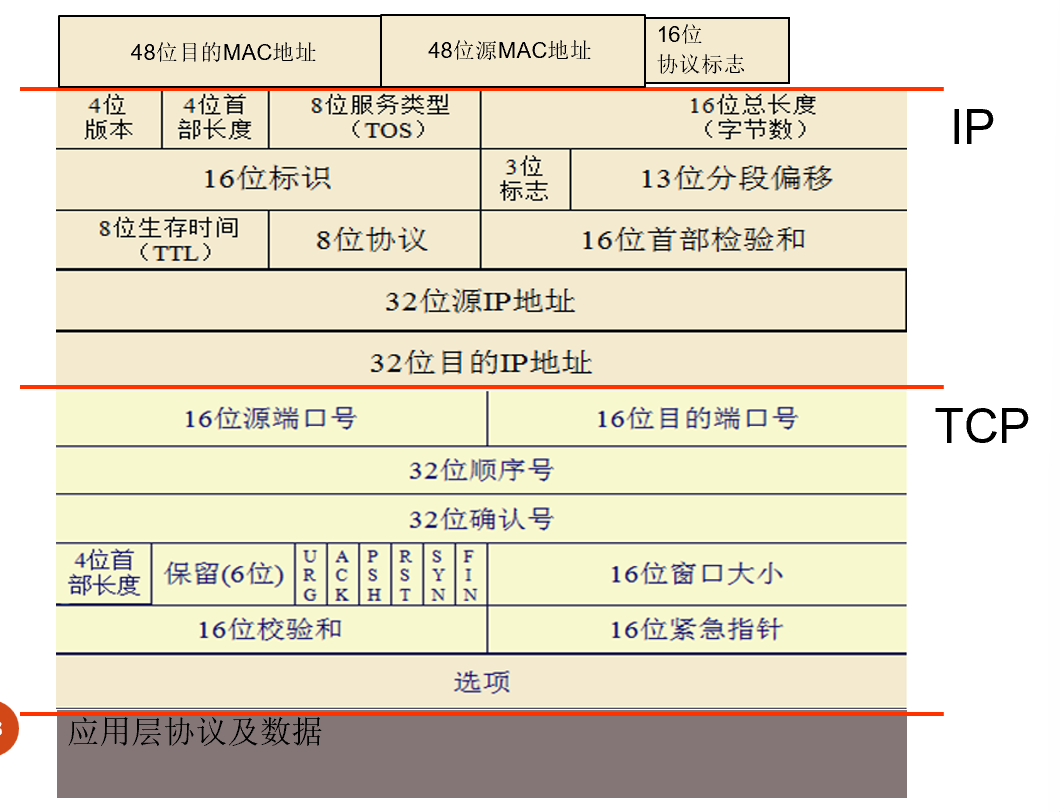 48位目的MAC地址
48位源MAC地址
16位
协议标志
4位
版本
4位首
部长度
8位服务类型
（TOS）
16位总长度
（字节数）
IP
16位标识
3位
标志
13位分段偏移
8位生存时间
（TTL）
8位协议
16位首部检验和
32位源IP地址
32位目的IP地址
16位源端口号
16位目的端口号
TCP
32位顺序号
32位确认号
4位首
部长度
保留(6位)
URG
ACK
PSH
RST
SYN
FIN
16位窗口大小
16位校验和
16位紧急指针
选项
应用层协议及数据